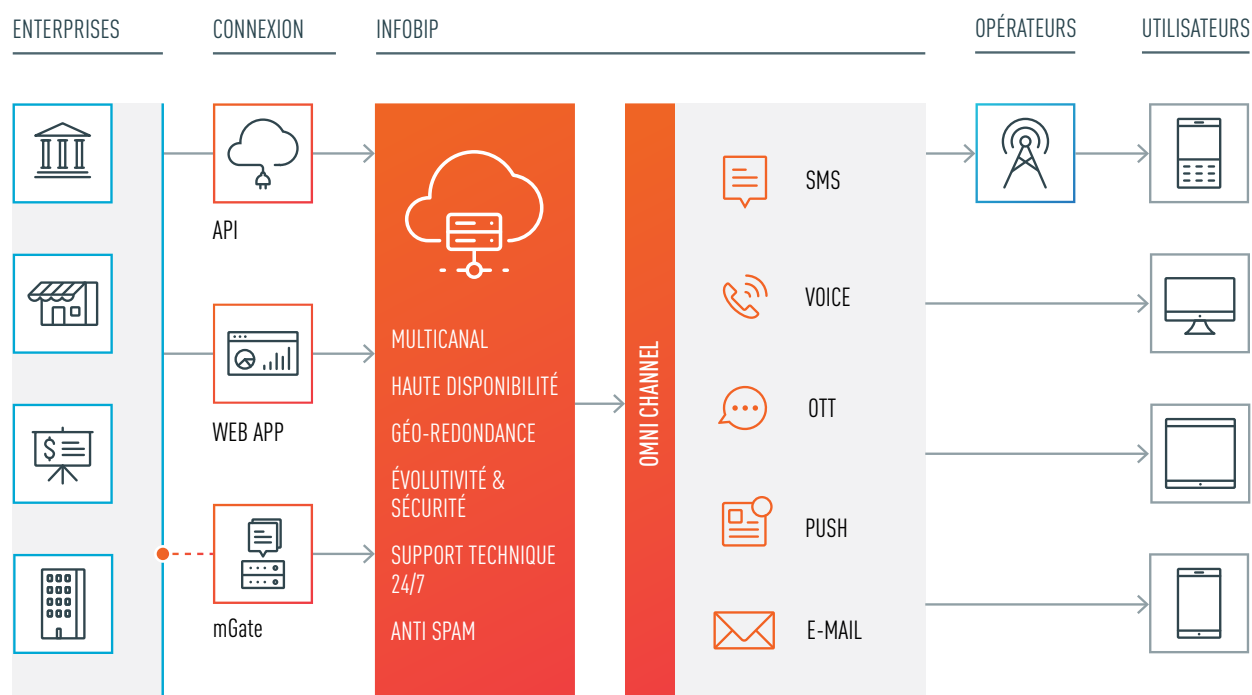 ENTERPRISES
CONNEXION
INFOBIP
OPÉRATEURS
UTILISATEURS
API
WEB APP
mGate
MULTICANAL
HAUTE DISPONIBILITÉ
GÉO-REDONDANCE
ÉVOLUTIVITÉ &
SÉCURITÉ
SUPPORT TECHNIQUE
24/7
ANTI SPAM
OMNI CHANNEL
SMS
VOICE
OTT
PUSH
E-MAIL